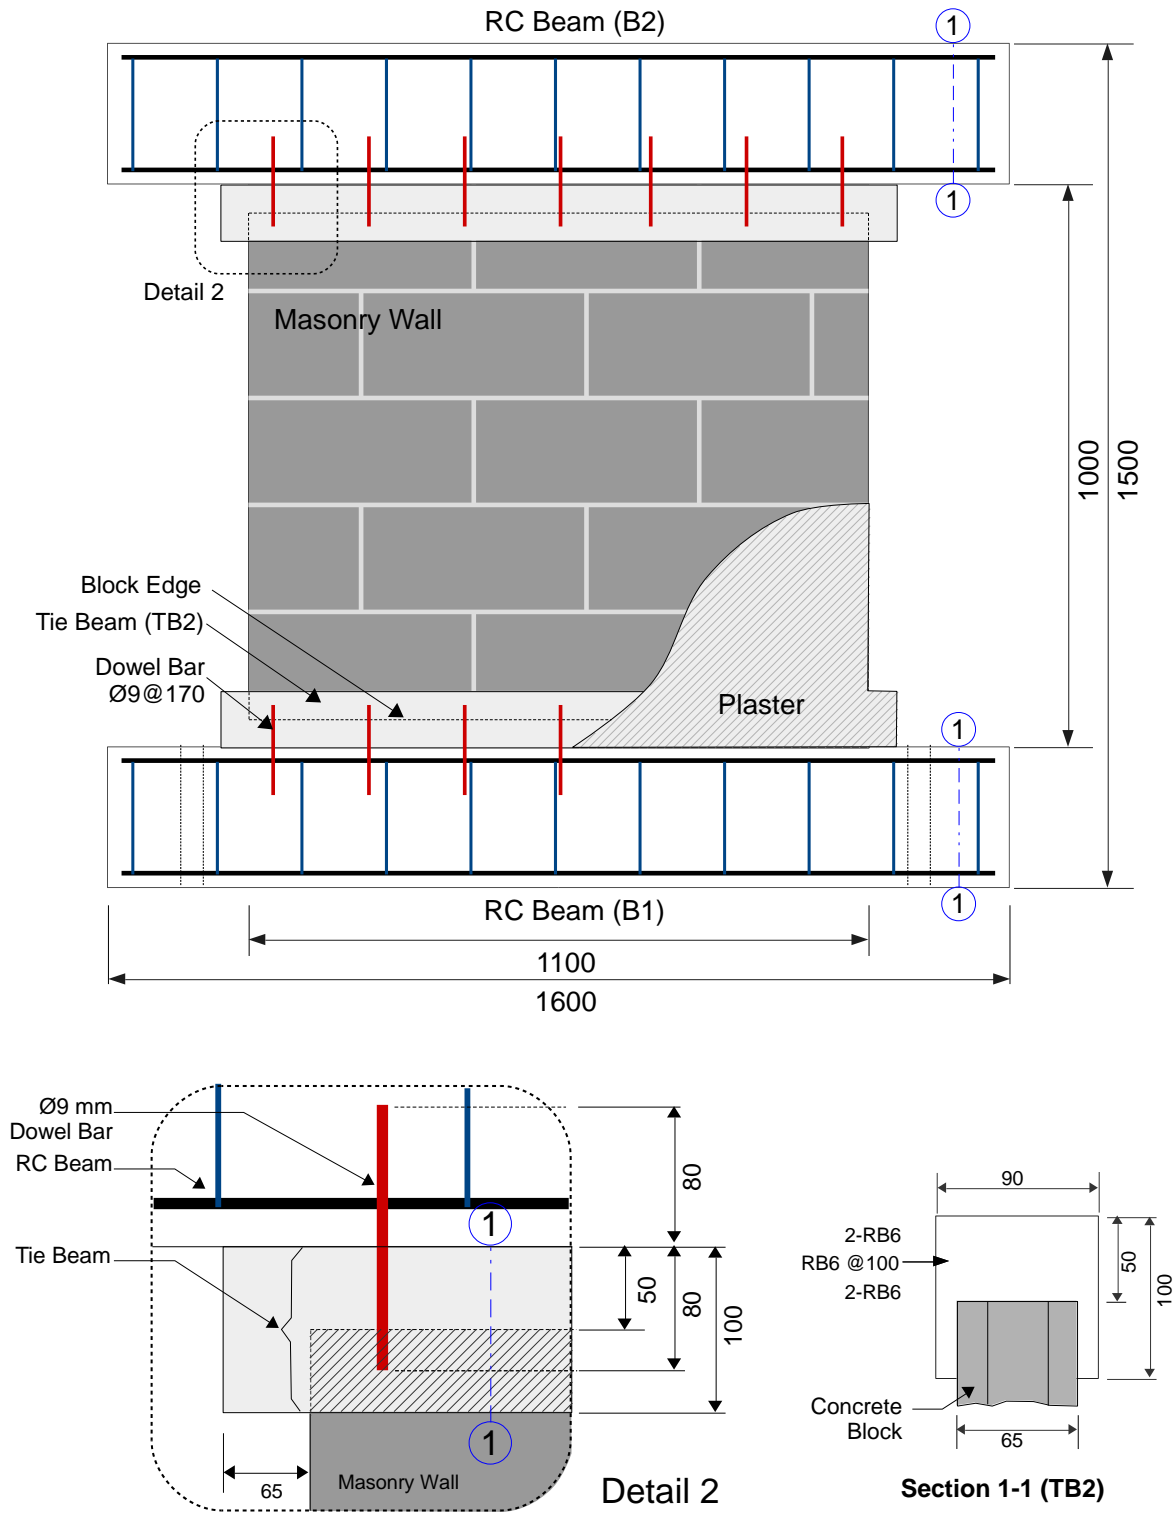 RC Beam (B2)
1
1
Detail 2
Masonry Wall
1000
1500
Block Edge
Tie Beam (TB2)
Dowel Bar
Ø9@170
Plaster
1
1
RC Beam (B1)
1100
1600
Ø9 mm
Dowel Bar
RC Beam
Tie Beam
1
80
50
80
100
1
65
Masonry Wall
Detail 2
90
2-RB6
RB6 @100
2-RB6
50
100
Concrete
Block
65
Section 1-1 (TB2)